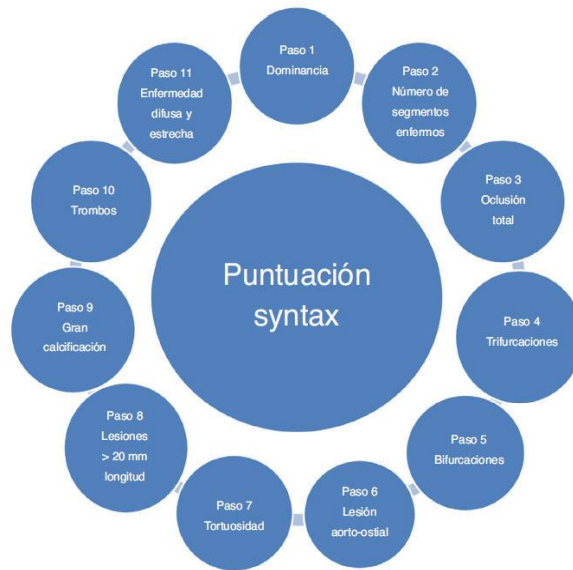 Paso 1
Dominancia
Paso 2
Número de
segmentos
enfermos
Paso 3
Oclusión
total
Paso 4
Trifurcaciones
Paso 5
Bifurcaciones
Paso 6
Lesión
aorto-ostial
Paso 7
Tortuosidad
Paso 8
Lesiones
> 20 mm
longitud
Paso 9
Gran
calcificación
Paso 10
Trombos
Paso 11
Enfermedad
difusa y
estrecha
Puntuación
syntax